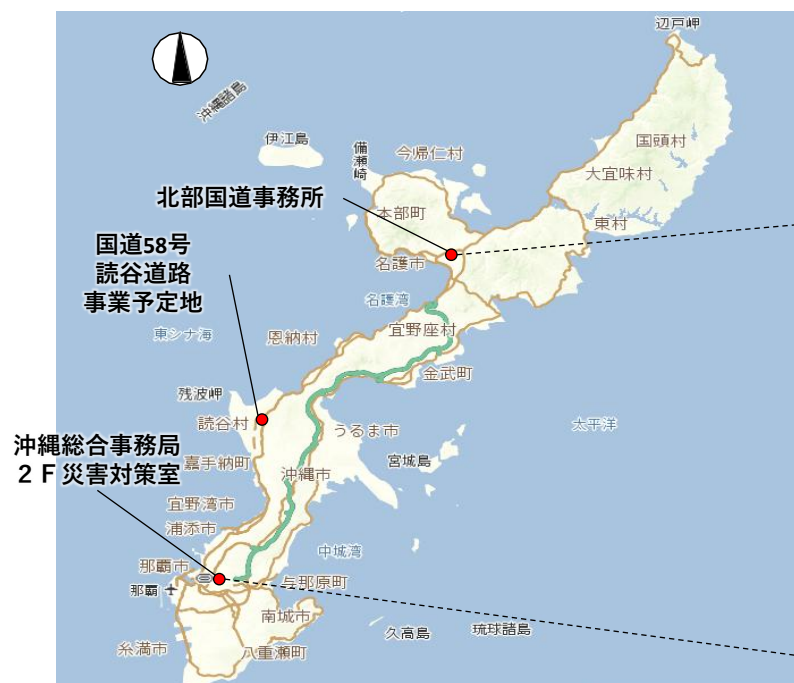 辺戸岬
沖縄諸島
国頭村
伊江島
備瀬崎
今帰仁村
大宜味村
北部国道事務所
本部町
東村
国道58号
読谷道路
事業予定地
名護市
名護湾
東シナ海
恩納村
宜野座村
金武町
残波岬
読谷村
うるま市
太平洋
沖縄総合事務局
２Ｆ災害対策室
嘉手納町
沖縄市
宮城島
宜野湾市
浦添市
中城湾
那覇市
那覇
与那原町
南城市
久高島
琉球諸島
糸満市
八重瀬町